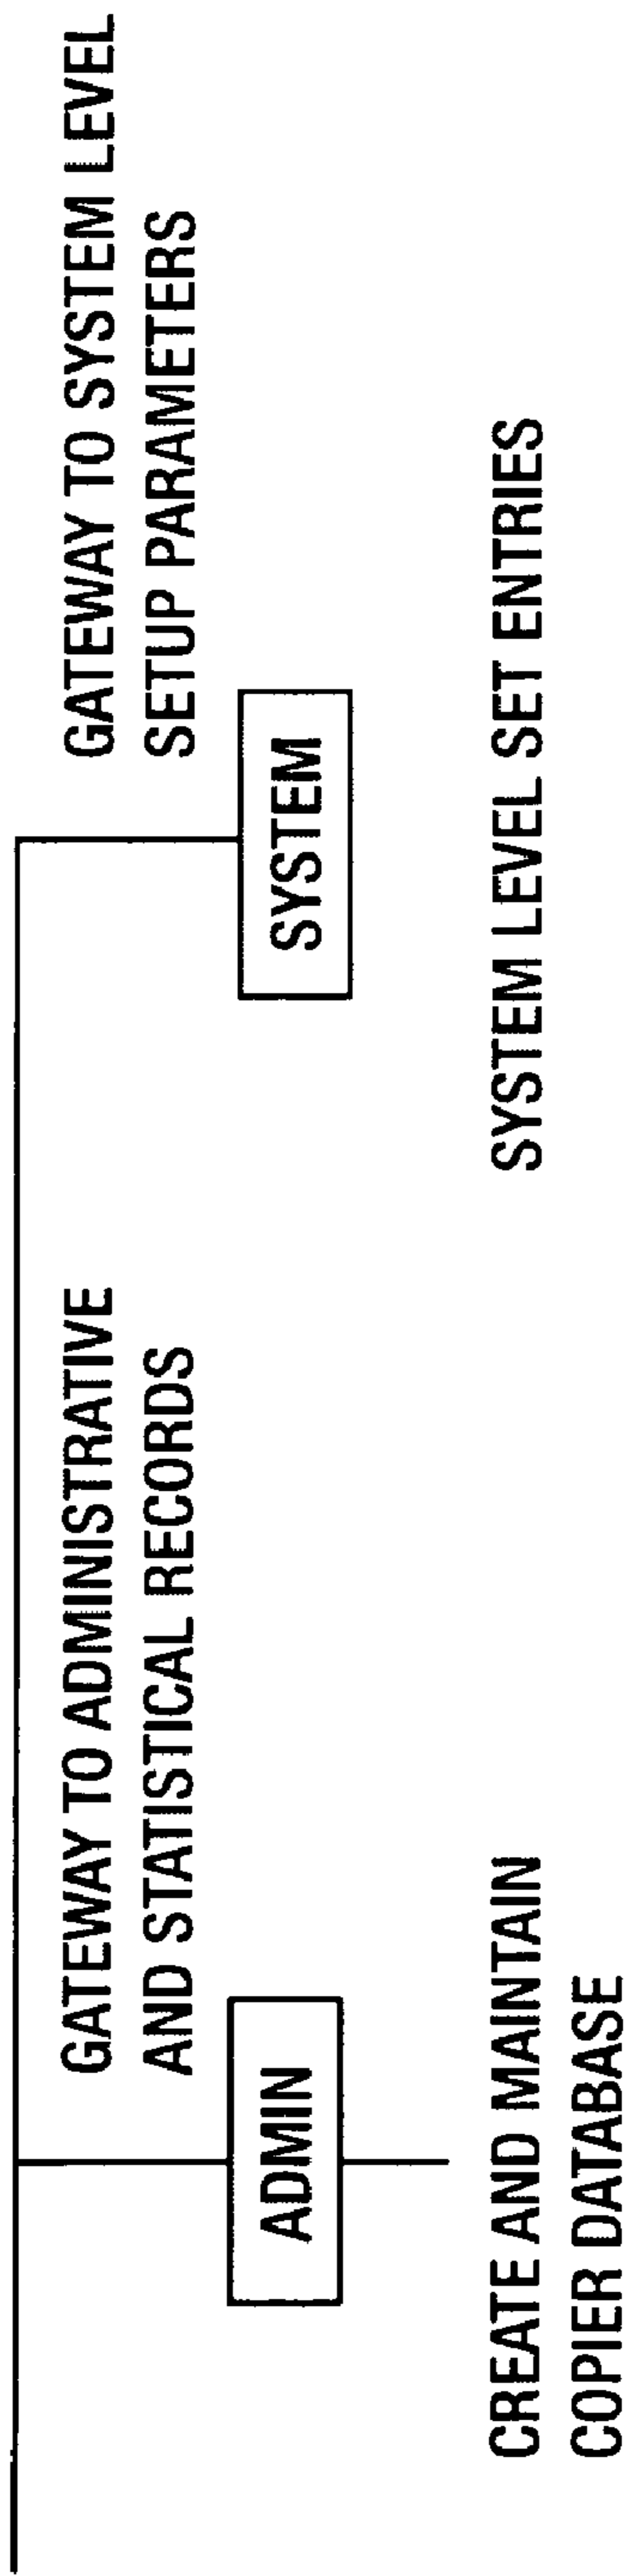 GATEWAY TO ADMINISTRATIVE
AND STATISTICAL RECORDS
ADMIN
CREATE AND MAINTAIN
COPIER DATABASE
GATEWAY TO SYSTEM LEVEL
SETUP PARAMETERS
SYSTEM
SYSTEM LEVEL SET ENTRIES